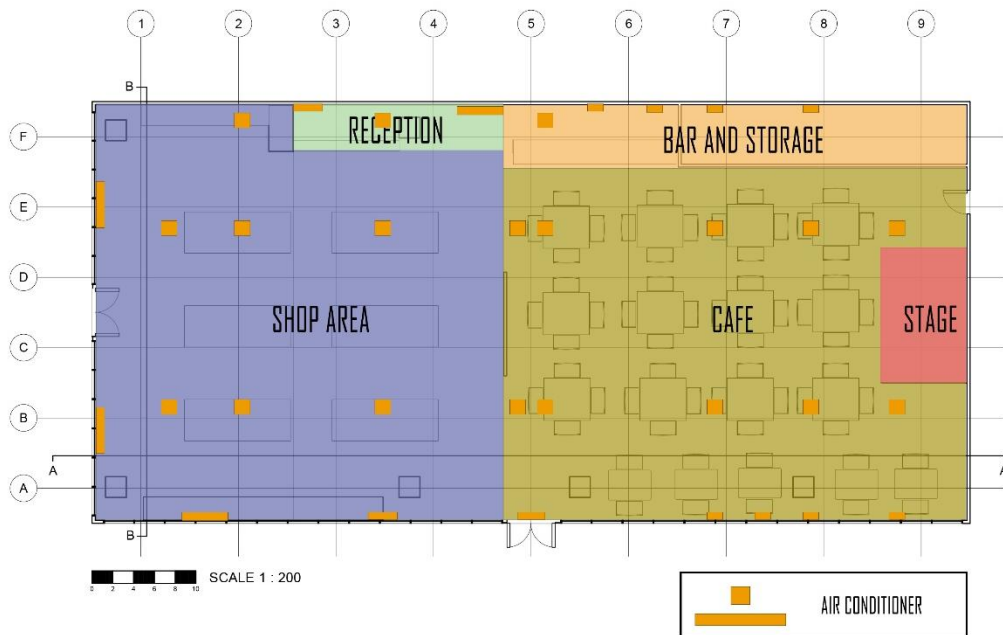 1 2 3 4 5 6 7 8 9
B
F
RECEPTION
BAR AND STORAGE
E
D
SHOP AREA
CAFE
STAGE
C
B
A
A
A
B
SCALE 1 : 200
0 2 4 6 8 10
AIR CONDITIONER